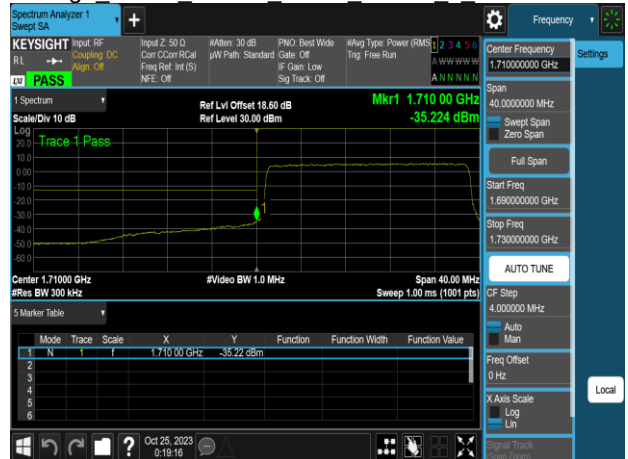 Spectrum Analyzer 1
Swept SA
Frequency
KEYSIGHT
Input: RF
Coupling: DC
Align: Off
Input Z: 50 Ω
Corr CCorr RCal
Freq Ref: Int (S)
NFE: Off
#Atten: 30 dB
µW Path: Standard
PNO: Best Wide
Gate: Off
IF Gain: Low
Sig Track: Off
#Avg Type: Power (RMS
Trig: Free Run
1 2 3 4 5 6
A W W W W W
A N N N N N
R L
LXI PASS
1 Spectrum
Scale/Div 10 dB
Ref Lvl Offset 18.60 dB
Ref Level 30.00 dBm
Mkr1 1.710 00 GHz
-35.224 dBm
Log
Trace 1 Pass
20.0
10.0
0.00
-10.0
-20.0
-30.0
-40.0
-50.0
-60.0
1
Center 1.71000 GHz
#Res BW 300 kHz
#Video BW 1.0 MHz
Span 40.00 MHz
Sweep 1.00 ms (1001 pts)
5 Marker Table
Mode Trace Scale X Y Function Function Width Function Value
1 N 1 f 1.710 00 GHz -35.22 dBm
2
3
4
5
6
Oct 25, 2023
0:19:16
Center Frequency
1.710000000 GHz
Settings
Span
40.0000000 MHz
Swept Span
Zero Span
Full Span
Start Freq
1.690000000 GHz
Stop Freq
1.730000000 GHz
AUTO TUNE
CF Step
4.000000 MHz
Auto
Man
Freq Offset
0 Hz
Local
X Axis Scale
Log
Lin
Signal Track
(Span Zoom)